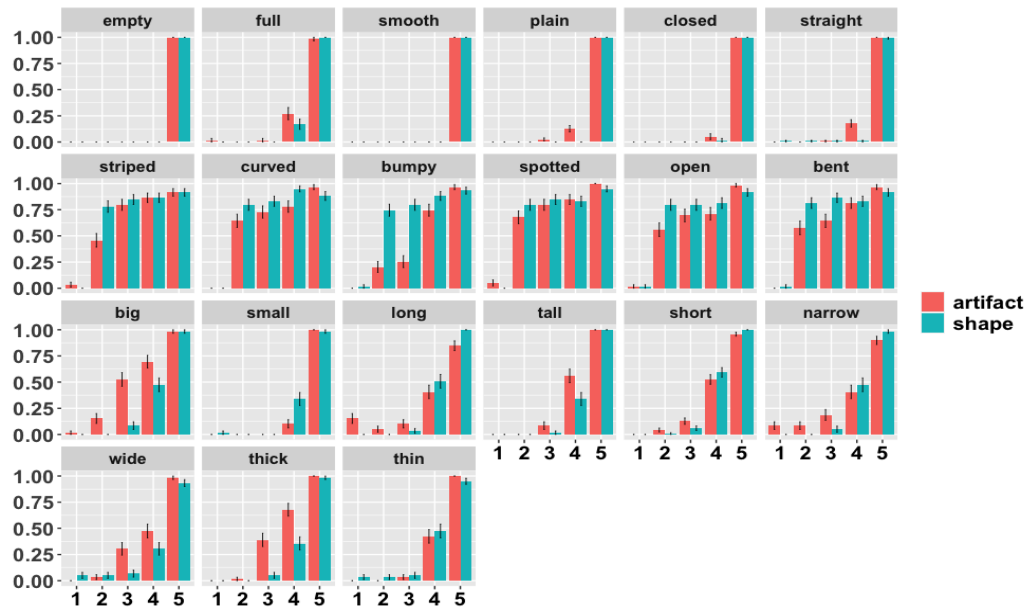 empty full smooth plain closed straight
1.00
0.75
0.50
0.25
0.00
striped curved bumpy spotted open bent
1.00
0.75
0.50
0.25
0.00
artifact
shape
big small long tall short narrow
1.00
0.75
0.50
0.25
0.00
1 2 3 4 5 1 2 3 4 5 1 2 3 4 5
wide thick thin
1.00
0.75
0.50
0.25
0.00
1 2 3 4 5 1 2 3 4 5 1 2 3 4 5